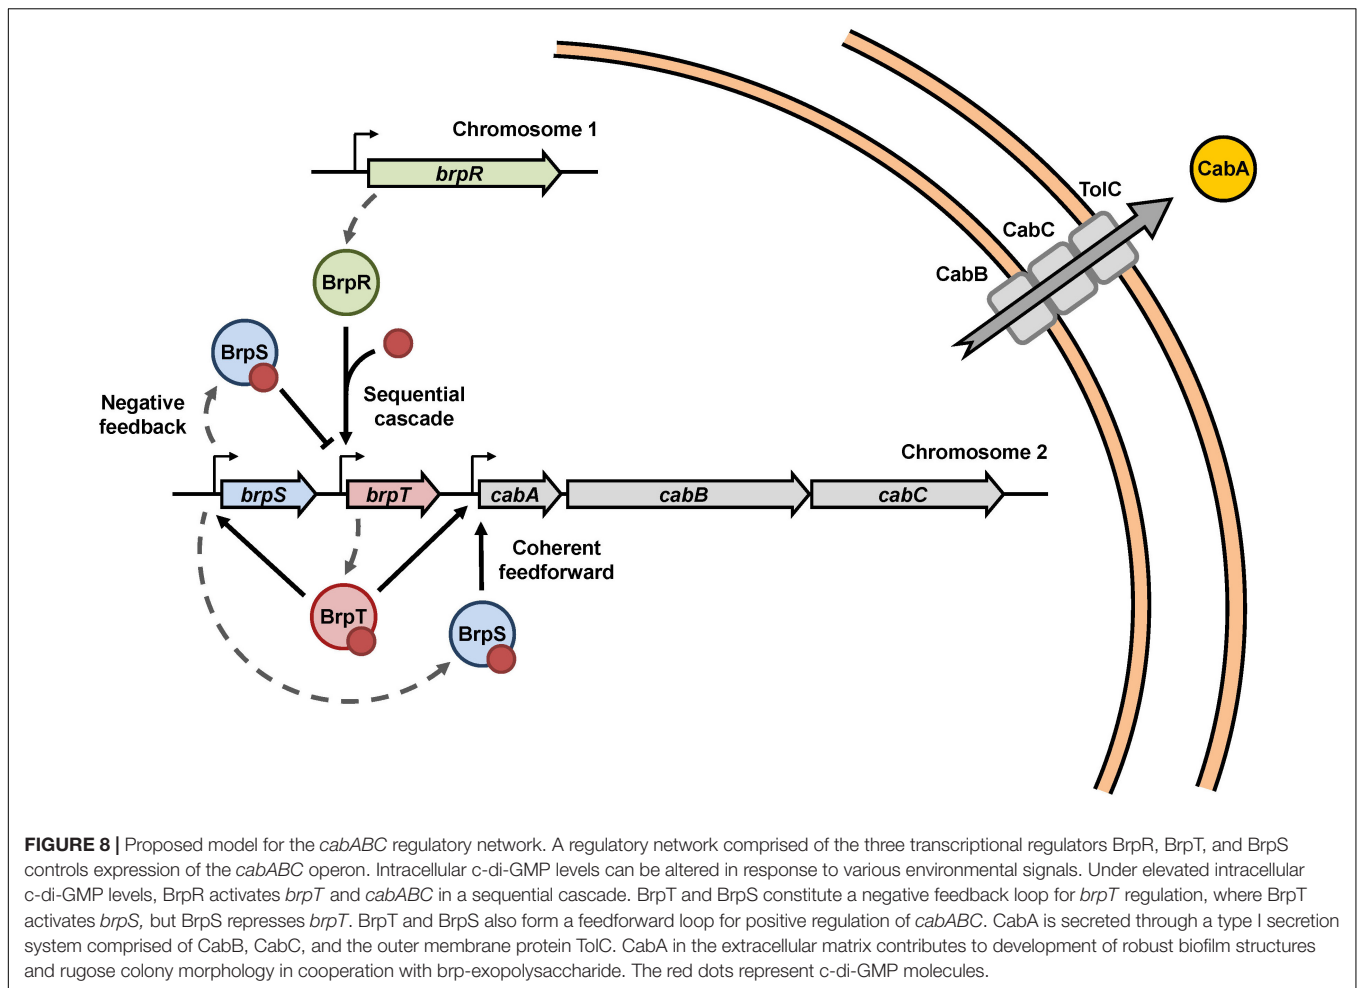 Chromosome 1
brpR
BrpR
CabA
TolC
CabC
CabB
BrpS
Negative
feedback
Sequential
cascade
Chromosome 2
brpS
brpT
cabA
cabB
cabC
Coherent
feedforward
BrpT
BrpS
FIGURE 8 | Proposed model for the cabABC regulatory network. A regulatory network comprised of the three transcriptional regulators BrpR, BrpT, and BrpS
controls expression of the cabABC operon. Intracellular c-di-GMP levels can be altered in response to various environmental signals. Under elevated intracellular
c-di-GMP levels, BrpR activates brpT and cabABC in a sequential cascade. BrpT and BrpS constitute a negative feedback loop for brpT regulation, where BrpT
activates brpS, but BrpS represses brpT. BrpT and BrpS also form a feedforward loop for positive regulation of cabABC. CabA is secreted through a type I secretion
system comprised of CabB, CabC, and the outer membrane protein TolC. CabA in the extracellular matrix contributes to development of robust biofilm structures
and rugose colony morphology in cooperation with brp-exopolysaccharide. The red dots represent c-di-GMP molecules.